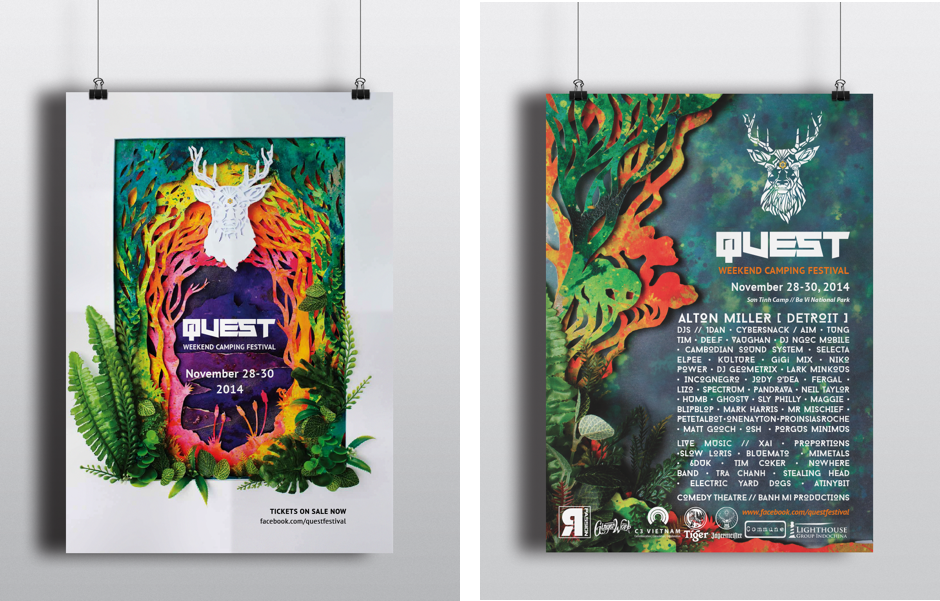 QUEST
WEEKEND CAMPING FESTIVAL
November 28-30
2014
TICKETS ON SALE NOW
facebook.com/questfestival
QUEST
WEEKEND CAMPING FESTIVAL
November 28-30, 2014
Son Tinh Camp // Ba Vi National Park
ALTON MILLER [ DETROIT ]
DJS // 1DAN • CYBERSNACK / AIM • TUNG
TIM • DEEF • VAUGHAN • DJ NGOC MOBILE
• CAMBODIAN SOUND SYSTEM • SELECTA
ELPEE • KULTURE • GIGI MIX • NIKO
POWER • DJ GEOMETRIX • LARK MINKOUS
• INCOGNEGRO • JODY O'DEA • FERGAL •
LIZO • SPECTRUM • PANDRAVA • NEIL TAYLOR
• HUMB • GHOSTY • SLY PHILLY • MAGGIE •
BLIPBLOP • MARK HARRIS • MR MISCHIEF •
PETETALBOT•ONENAYTON•PROINSIASROCHE
• MATT GOOCH • OSH • PORGUS MINIMUS
LIVE MUSIC // XAI • PROPORTIONS
•SLOW LORIS • BLUEMATO • MIMETALS
• 6DUK • TIM COKER • NOWHERE
BAND • TRA CHANH • STEALING HEAD
• ELECTRIC YARD DOGS • ATINYBIT
COMEDY THEATRE // BANH MI PRODUCTIONS
www.facebook.com/questfestival
C2 VIETNAM
Tiger
Jägermeister
Commune
LIGHTHOUSE
GROUP INDOCHINA